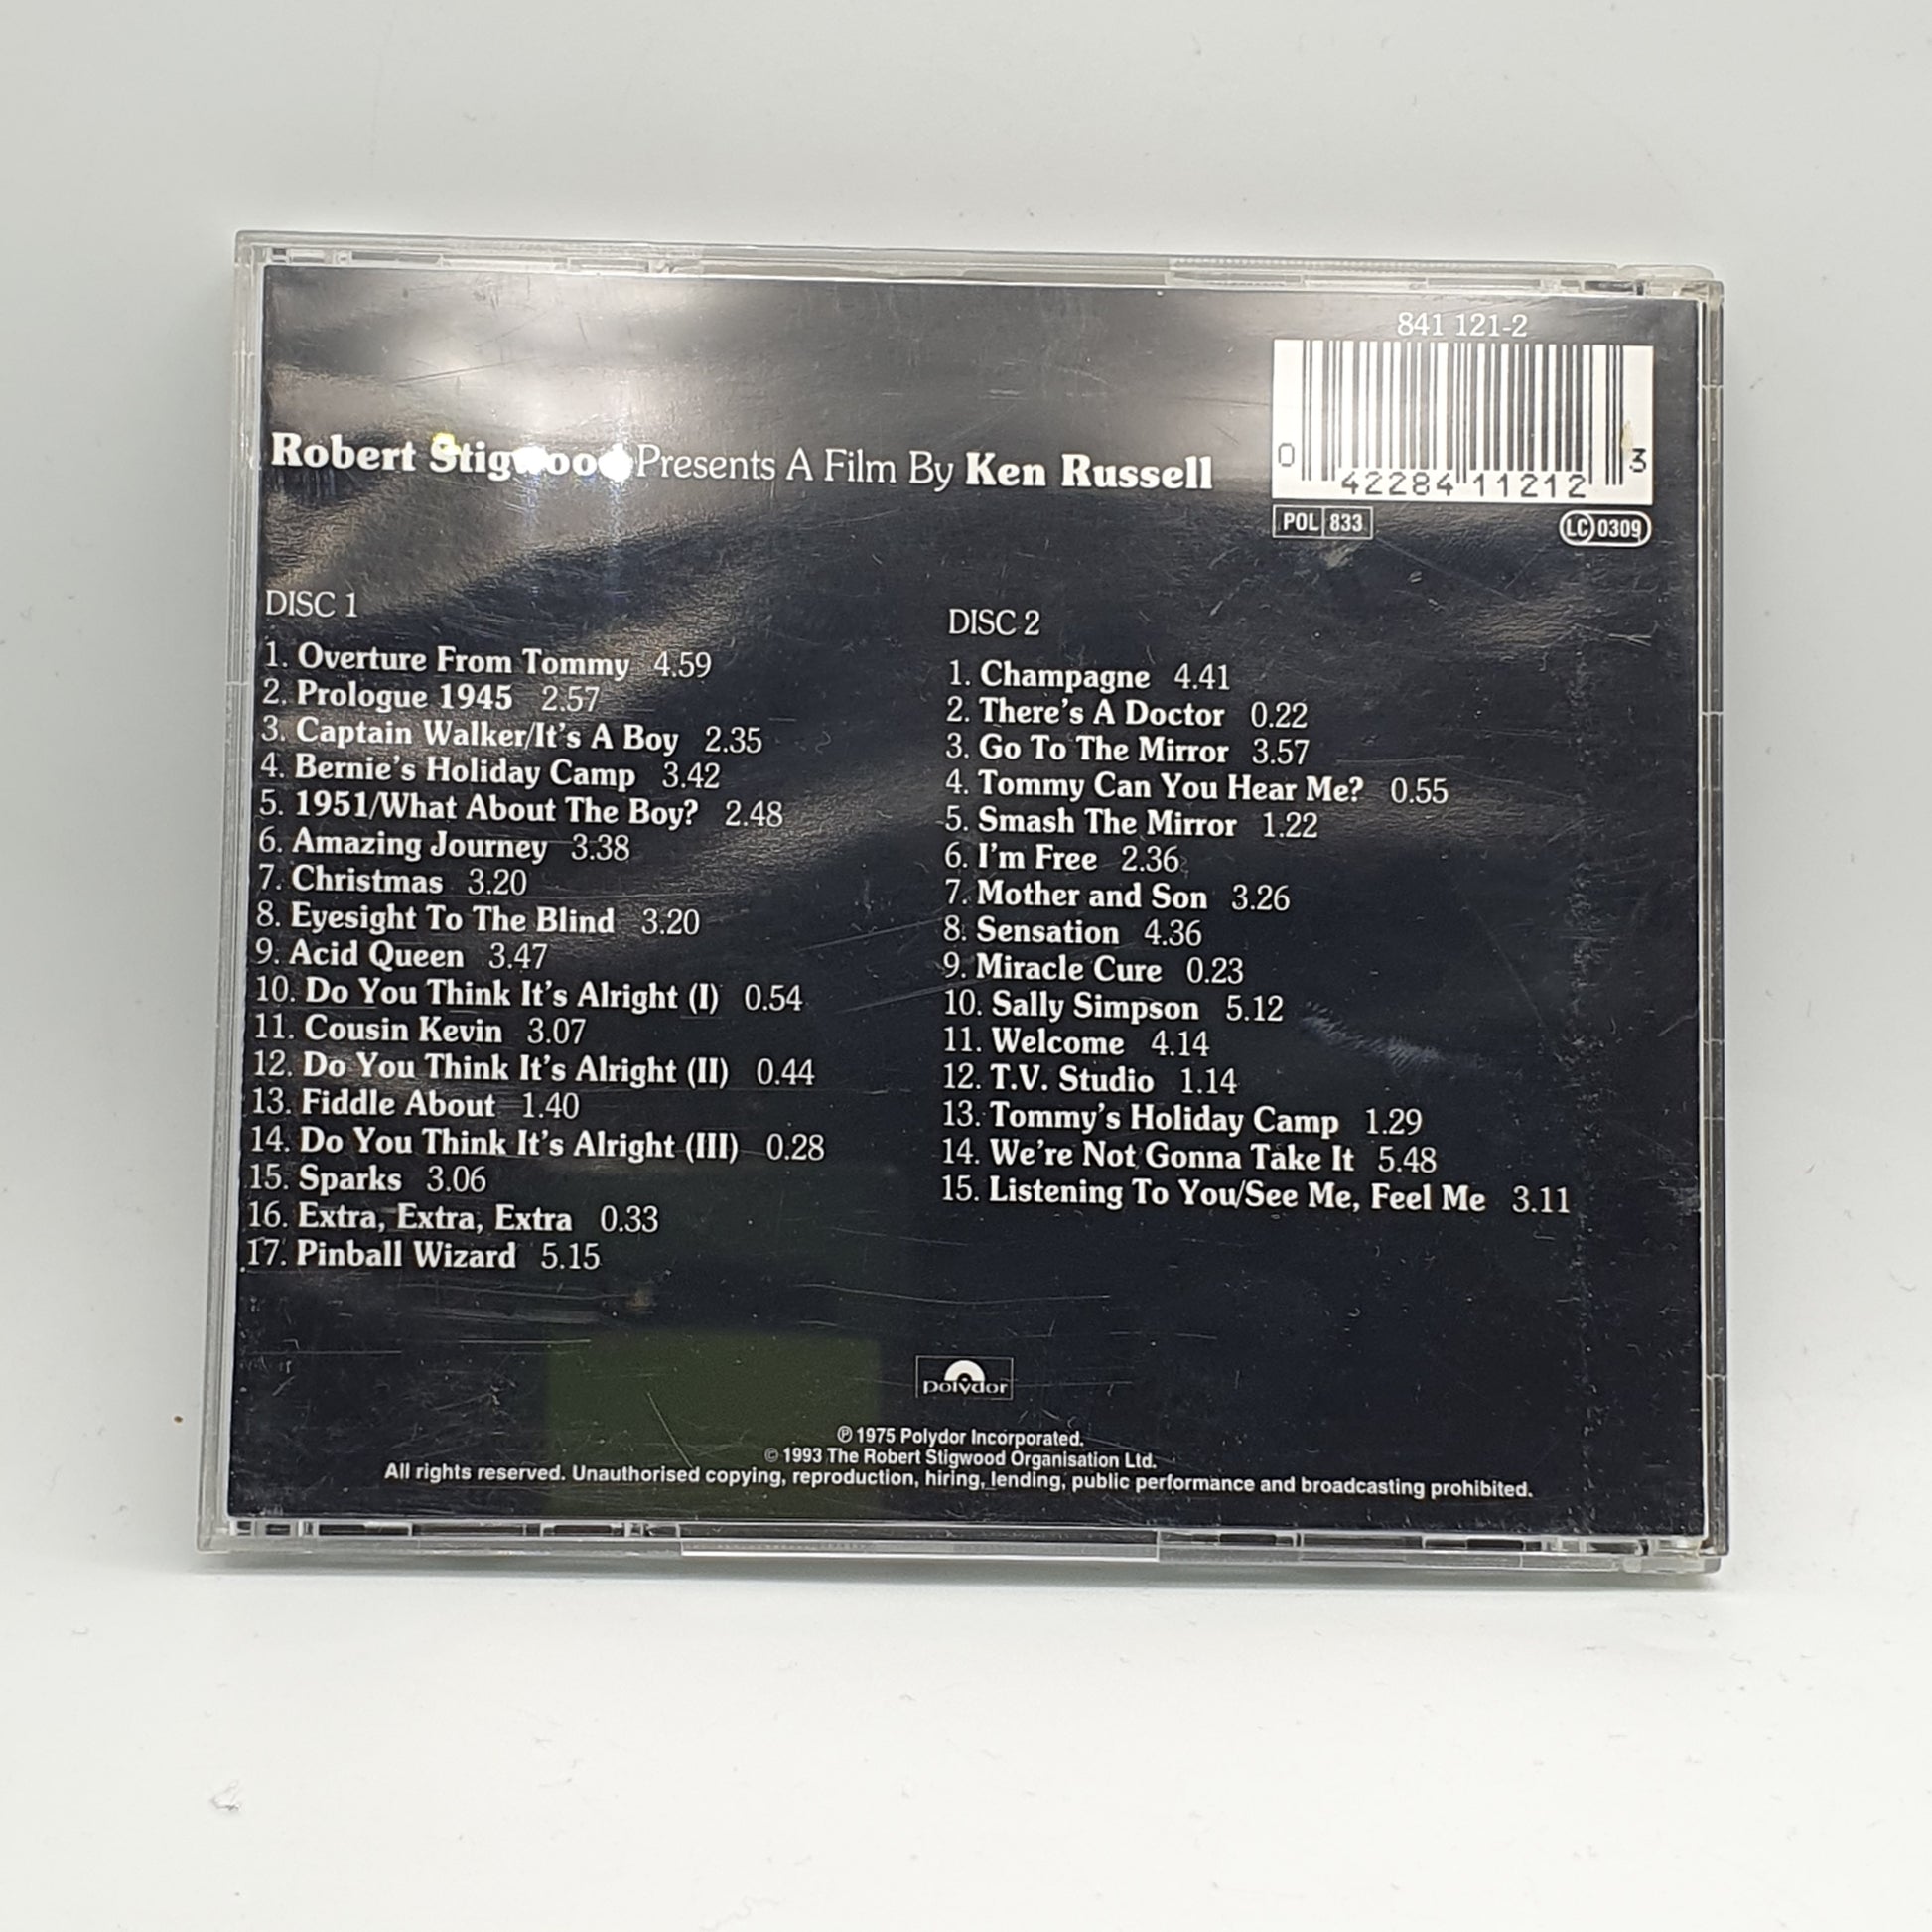 841 121-2
0 42284 11212 3
POL 833
LC 0309
Robert Stigwood Presents A Film By Ken Russell
DISC 1
1. Overture From Tommy 4.59
2. Prologue 1945 2.57
3. Captain Walker/It's A Boy 2.35
4. Bernie's Holiday Camp 3.42
5. 1951/What About The Boy? 2.48
6. Amazing Journey 3.38
7. Christmas 3.20
8. Eyesight To The Blind 3.20
9. Acid Queen 3.47
10. Do You Think It's Alright (I) 0.54
11. Cousin Kevin 3.07
12. Do You Think It's Alright (II) 0.44
13. Fiddle About 1.40
14. Do You Think It's Alright (III) 0.28
15. Sparks 3.06
16. Extra, Extra, Extra 0.33
17. Pinball Wizard 5.15
DISC 2
1. Champagne 4.41
2. There's A Doctor 0.22
3. Go To The Mirror 3.57
4. Tommy Can You Hear Me? 0.55
5. Smash The Mirror 1.22
6. I'm Free 2.36
7. Mother and Son 3.26
8. Sensation 4.36
9. Miracle Cure 0.23
10. Sally Simpson 5.12
11. Welcome 4.14
12. T.V. Studio 1.14
13. Tommy's Holiday Camp 1.29
14. We're Not Gonna Take It 5.48
15. Listening To You/See Me, Feel Me 3.11
polydor
℗ 1975 Polydor Incorporated.
© 1993 The Robert Stigwood Organisation Ltd.
All rights reserved. Unauthorised copying, reproduction, hiring, lending, public performance and broadcasting prohibited.